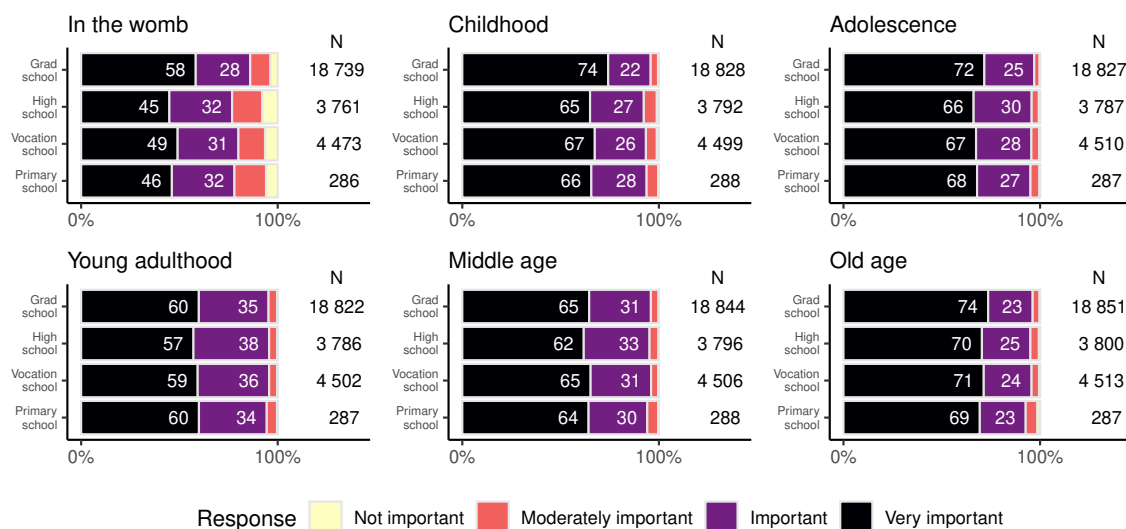 In the womb
N
Grad school 58 28 18 739
High school 45 32 3 761
Vocation school 49 31 4 473
Primary school 46 32 286
0% 100%
Childhood
N
Grad school 74 22 18 828
High school 65 27 3 792
Vocation school 67 26 4 499
Primary school 66 28 288
0% 100%
Adolescence
N
Grad school 72 25 18 827
High school 66 30 3 787
Vocation school 67 28 4 510
Primary school 68 27 287
0% 100%
Young adulthood
N
Grad school 60 35 18 822
High school 57 38 3 786
Vocation school 59 36 4 502
Primary school 60 34 287
0% 100%
Middle age
N
Grad school 65 31 18 844
High school 62 33 3 796
Vocation school 65 31 4 506
Primary school 64 30 288
0% 100%
Old age
N
Grad school 74 23 18 851
High school 70 25 3 800
Vocation school 71 24 4 513
Primary school 69 23 287
0% 100%
Response Not important Moderately important Important Very important